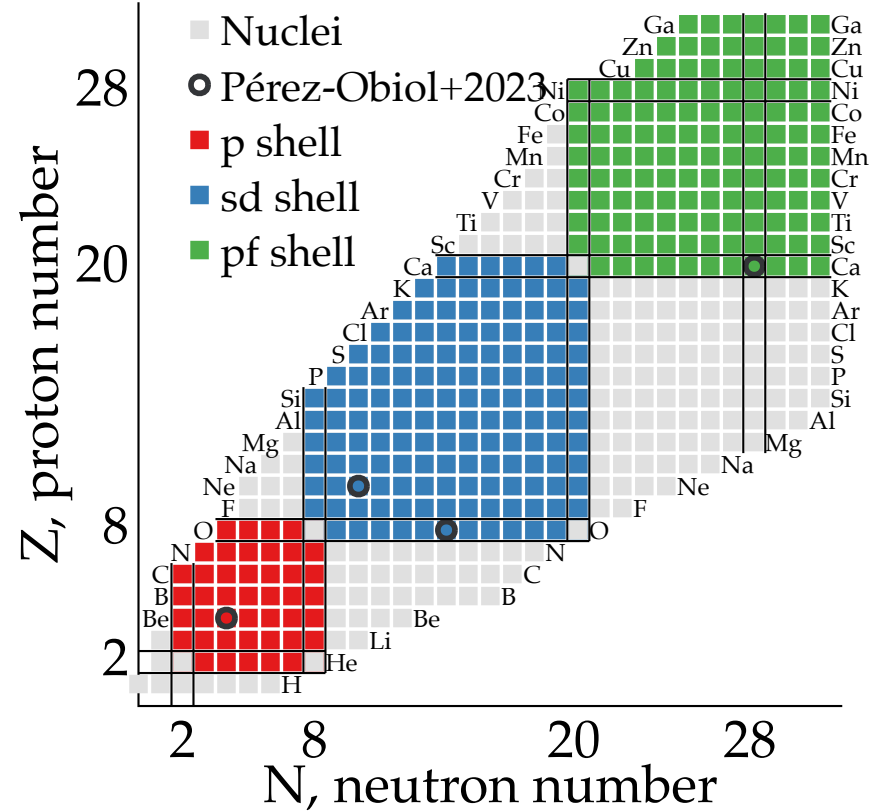 Nuclei
Pérez-Obiol+2023
p shell
sd shell
pf shell
Z, proton number
28
20
8
2
Ga Ga
Zn Zn
Cu Cu
Ni Ni
Co Co
Fe Fe
Mn Mn
Cr Cr
V V
Ti Ti
Sc Sc
Ca Ca
K K
Ar Ar
Cl Cl
S S
P P
Si Si
Al Al
Mg Mg
Na Na
Ne Ne
F F
O O
N N
C C
B B
Be Be
Li
He
H
2 8 20 28
N, neutron number